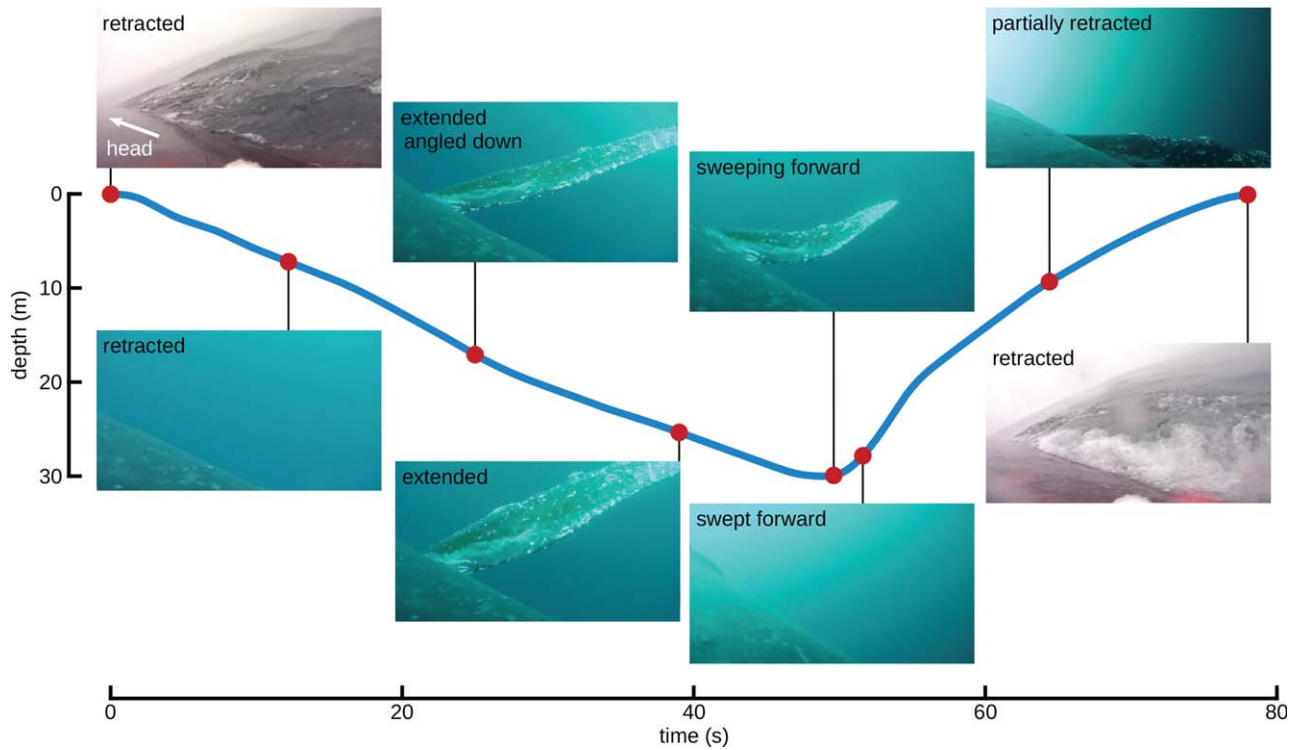 retracted
head
extended
angled down
sweeping forward
partially retracted
0
10
20
30
depth (m)
retracted
extended
swept forward
retracted
0
20
40
60
80
time (s)